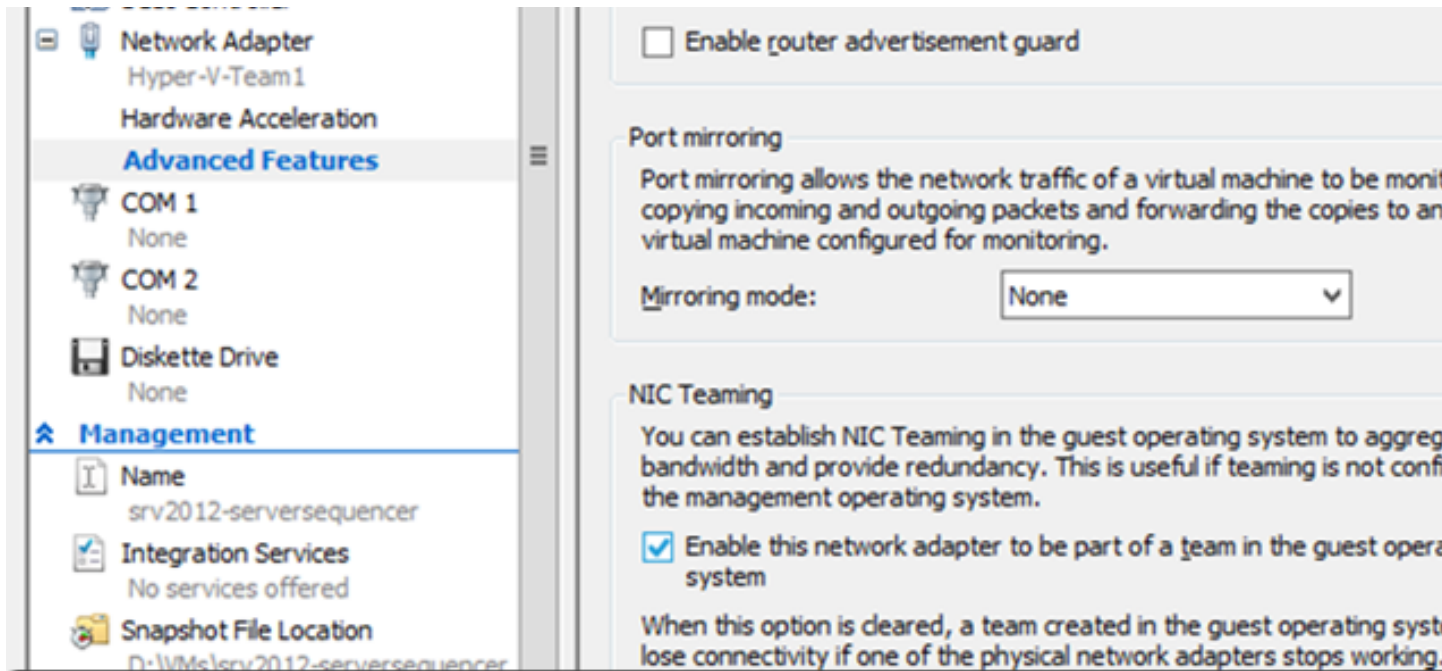 Network Adapter
Hyper-V-Team1
Hardware Acceleration
Advanced Features
COM 1
None
COM 2
None
Diskette Drive
None
Management
Name
srv2012-serversequencer
Integration Services
No services offered
Snapshot File Location
D:\VMs\srv2012-serversequencer
Enable router advertisement guard
Port mirroring
Port mirroring allows the network traffic of a virtual machine to be
copying incoming and outgoing packets and forwarding the copies to
virtual machine configured for monitoring.
Mirroring mode:
None
NIC Teaming
You can establish NIC Teaming in the guest operating system to
bandwidth and provide redundancy. This is useful if teaming is not
the management operating system.
Enable this network adapter to be part of a team in the guest
system
When this option is cleared, a team created in the guest operating
lose connectivity if one of the physical network adapters stops working.